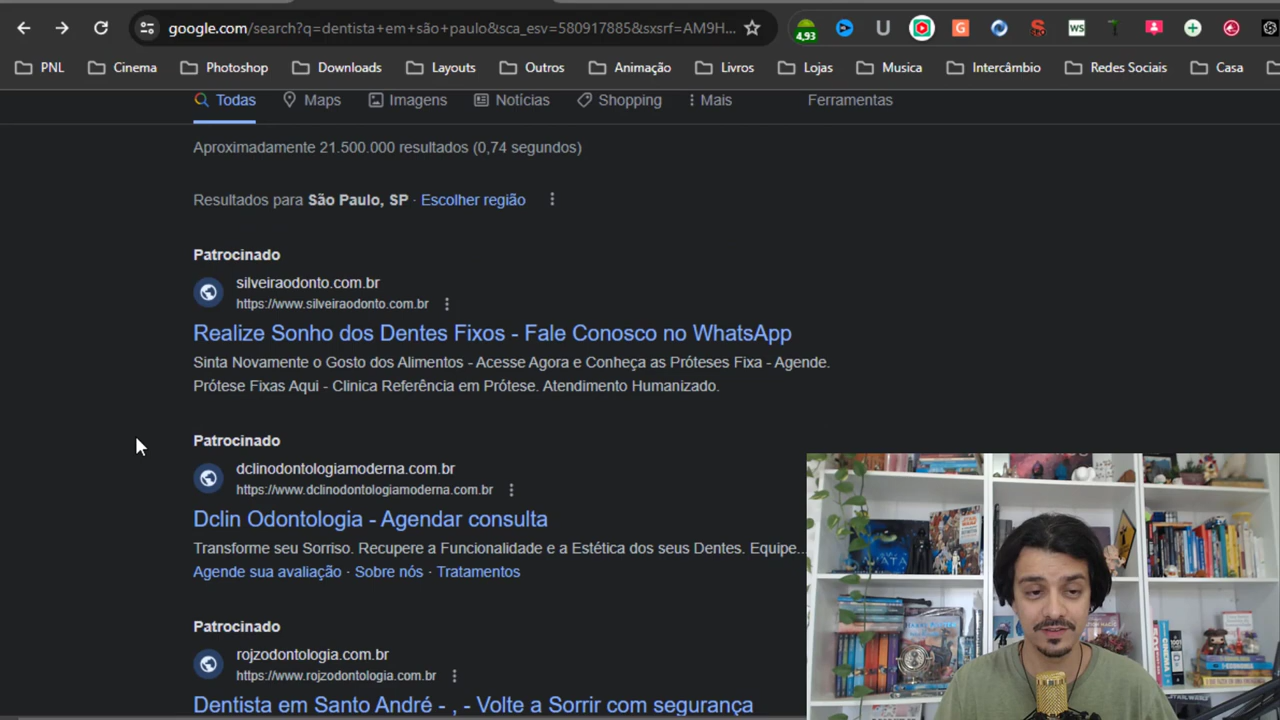 google.com/search?q=dentista+em+são+paulo&sca_esv=580917885&sxsrf=AM9H...
4,93
U
G
WS
PNL
Cinema
Photoshop
Downloads
Layouts
Outros
Animação
Livros
Lojas
Musica
Intercâmbio
Redes Sociais
Casa
Todas
Maps
Imagens
Notícias
Shopping
Mais
Ferramentas
Aproximadamente 21.500.000 resultados (0,74 segundos)
Resultados para São Paulo, SP · Escolher região
Patrocinado
silveiraodonto.com.br
https://www.silveiraodonto.com.br
Realize Sonho dos Dentes Fixos - Fale Conosco no WhatsApp
Sinta Novamente o Gosto dos Alimentos - Acesse Agora e Conheça as Próteses Fixa - Agende.
Prótese Fixas Aqui - Clinica Referência em Prótese. Atendimento Humanizado.
Patrocinado
dclinodontologiamoderna.com.br
https://www.dclinodontologiamoderna.com.br
Dclin Odontologia - Agendar consulta
Transforme seu Sorriso. Recupere a Funcionalidade e a Estética dos seus Dentes. Equipe...
Agende sua avaliação · Sobre nós · Tratamentos
Patrocinado
rojzodontologia.com.br
https://www.rojzodontologia.com.br
Dentista em Santo André - , - Volte a Sorrir com segurança